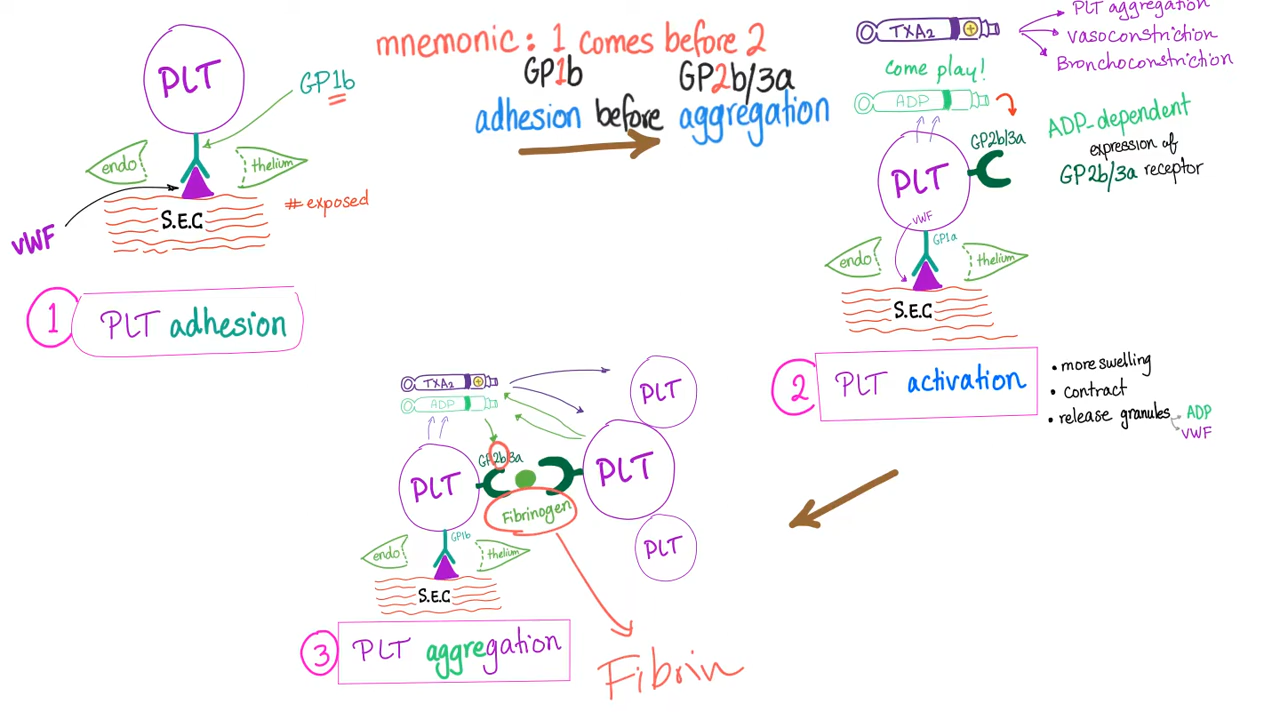 PLT
GP1b
endo
thelium
vWF
S.E.C
# exposed
1 PLT adhesion
mnemonic: 1 comes before 2
GP1b GP2b/3a
adhesion before aggregation
TXA2 +
PLT aggregation
vasoconstriction
Bronchoconstriction
come play!
ADP
GP2b/3a
ADP-dependent
expression of
GP2b/3a receptor
PLT
vWF
GP1a
endo
thelium
S.E.C
2 PLT activation
• more swelling
• contract
• release granules
ADP
vWF
TXA2 +
ADP
PLT
GP2b/3a
PLT
PLT
Fibrinogen
GP1b
endo
thelium
PLT
S.E.C
3 PLT aggregation
Fibrin